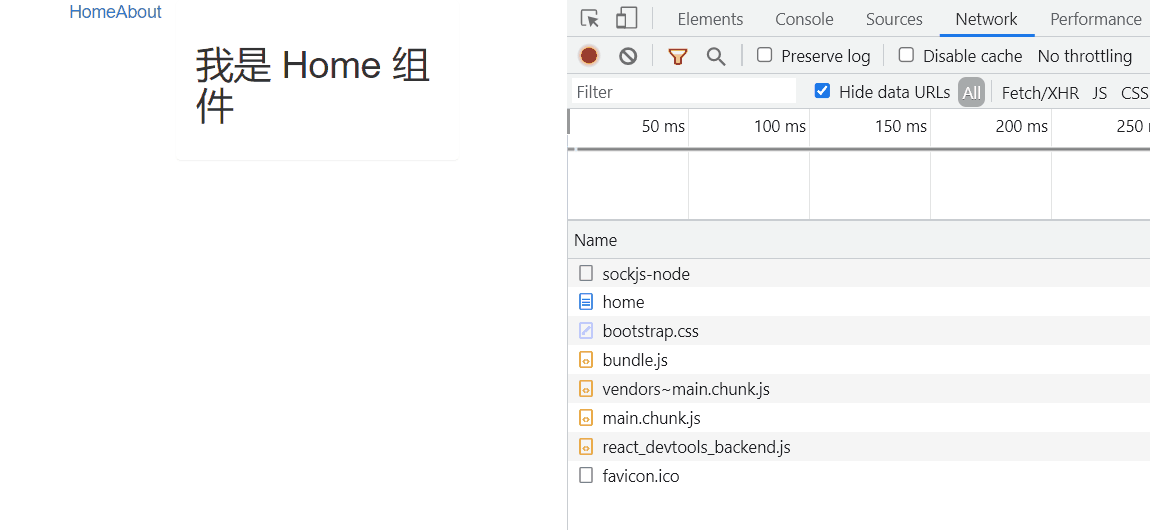 HomeAbout
我是 Home 组
件
Elements Console Sources Network Performance
Preserve log Disable cache No throttling
Filter Hide data URLs All Fetch/XHR JS CSS
50 ms 100 ms 150 ms 200 ms 250
Name
sockjs-node
home
bootstrap.css
bundle.js
vendors~main.chunk.js
main.chunk.js
react_devtools_backend.js
favicon.ico